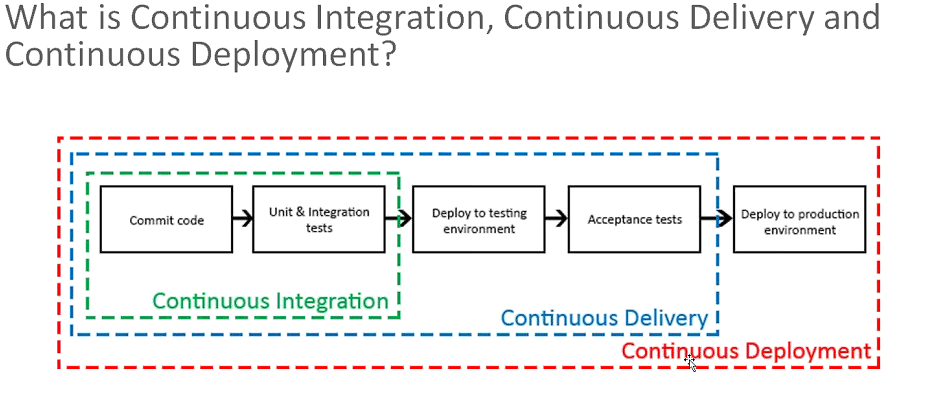 What is Continuous Integration, Continuous Delivery and
Continuous Deployment?
Commit code
Unit & Integration
tests
Deploy to testing
environment
Acceptance tests
Deploy to production
environment
Continuous Integration
Continuous Delivery
Continuous Deployment